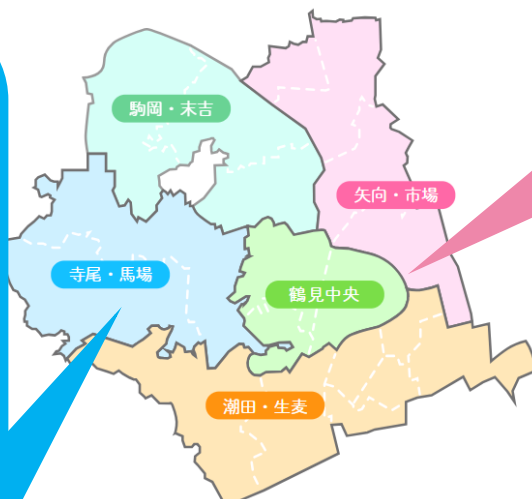 駒岡・末吉
矢向・市場
寺尾・馬場
鶴見中央
潮田・生麦